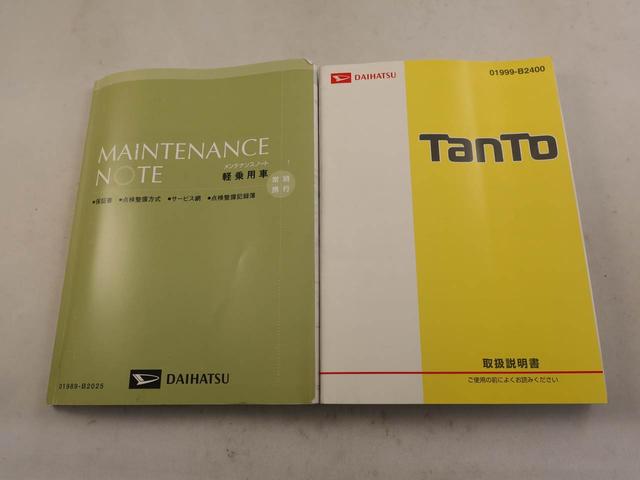 MAINTENANCE
NOTE
メンテナンスノート
軽乗用車
常時
携行
●保証書 ●点検整備方式 ●サービス網 ●点検整備記録簿
01989-B2025
DAIHATSU
DAIHATSU
01999-B2400
TanTo
取扱説明書
ご使用の前によくお読みください